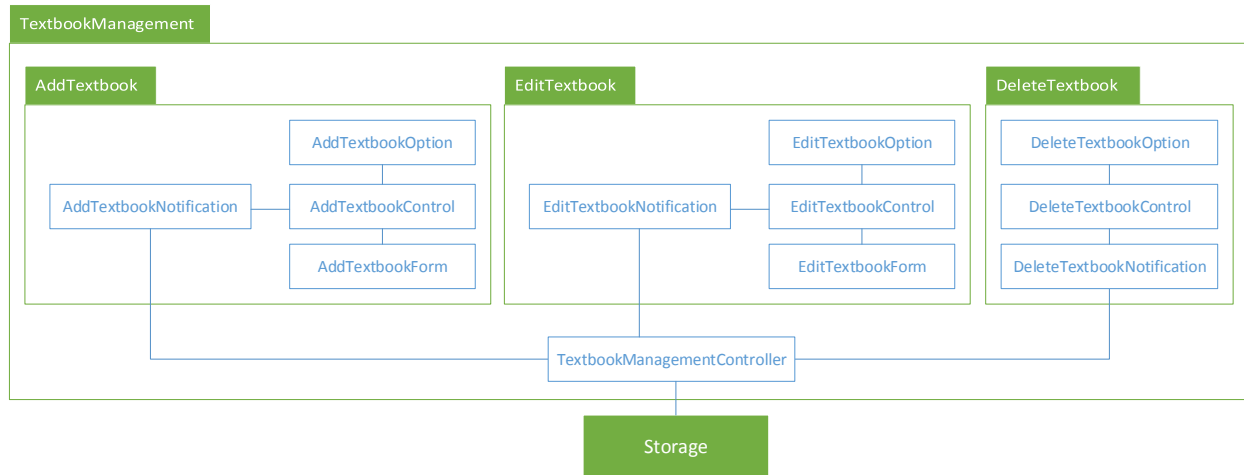 TextbookManagement
AddTextbook
EditTextbook
DeleteTextbook
AddTextbookOption
EditTextbookOption
DeleteTextbookOption
AddTextbookNotification
AddTextbookControl
EditTextbookNotification
EditTextbookControl
DeleteTextbookControl
AddTextbookForm
EditTextbookForm
DeleteTextbookNotification
TextbookManagementController
Storage